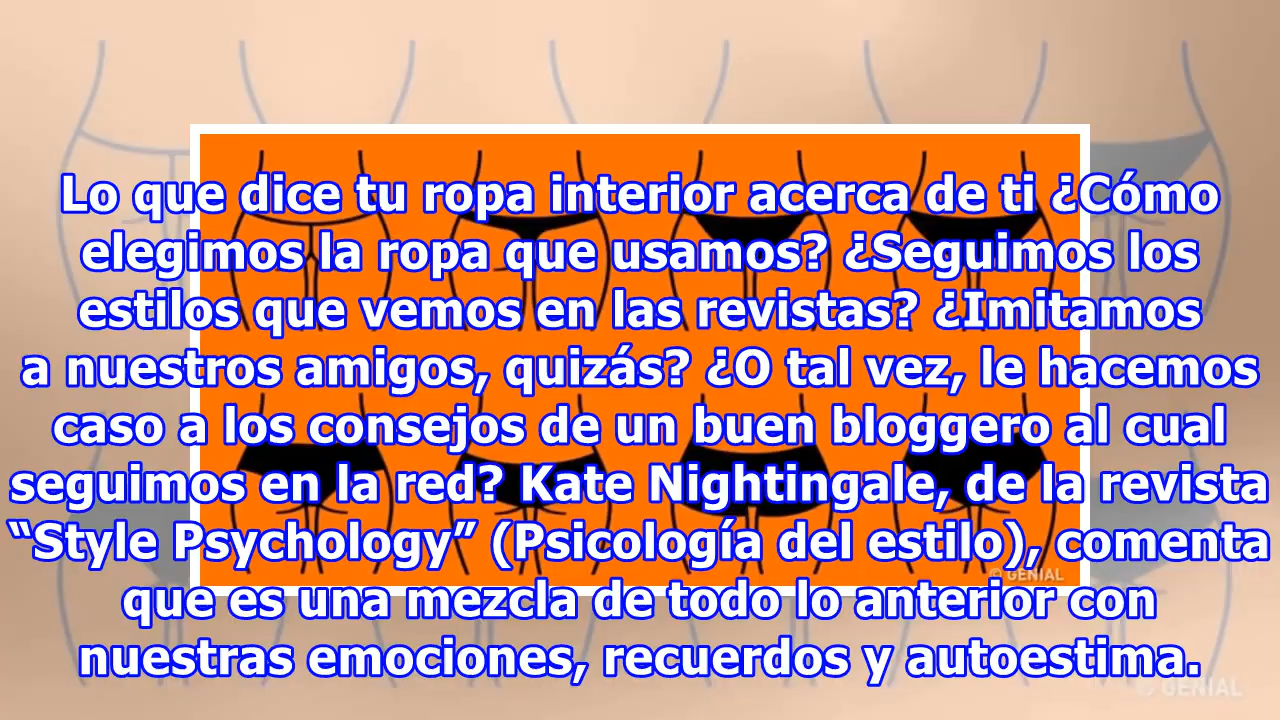 Lo que dice tu ropa interior acerca de ti ¿Cómo
elegimos la ropa que usamos? ¿Seguimos los
estilos que vemos en las revistas? ¿Imitamos
a nuestros amigos, quizás? ¿O tal vez, le hacemos
caso a los consejos de un buen bloggero al cual
seguimos en la red? Kate Nightingale, de la revista
“Style Psychology” (Psicología del estilo), comenta
que es una mezcla de todo lo anterior con
nuestras emociones, recuerdos y autoestima.
© GENIAL
© GENIAL